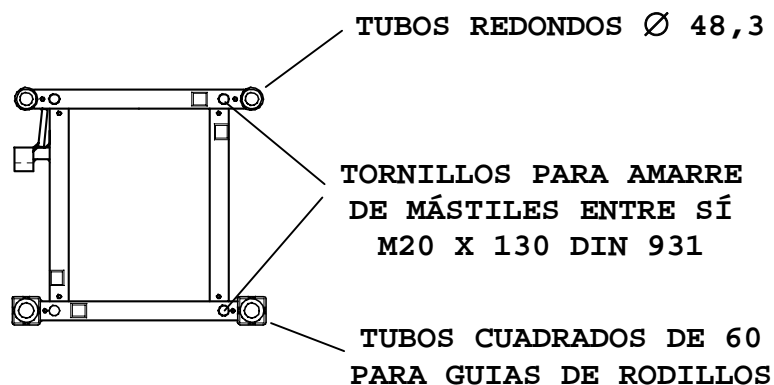 TUBOS REDONDOS Ø 48,3
TORNILLOS PARA AMARRE
DE MÁSTILES ENTRE SÍ
M20 X 130 DIN 931
TUBOS CUADRADOS DE 60
PARA GUIAS DE RODILLOS